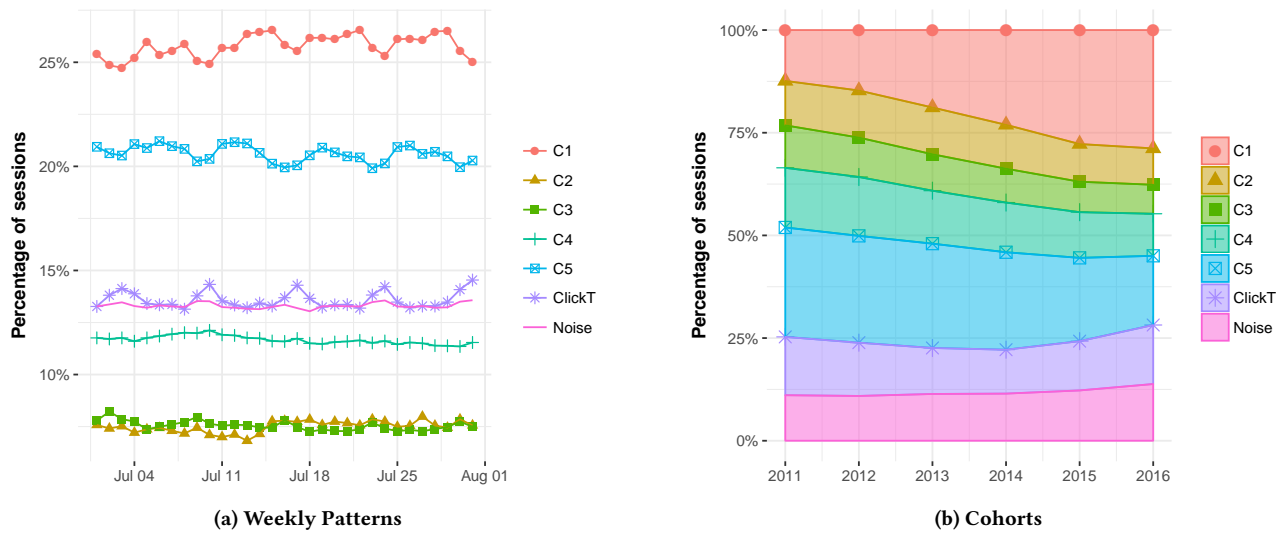 Percentage of sessions
25%
20%
15%
10%
Jul 04
Jul 11
Jul 18
Jul 25
Aug 01
C1
C2
C3
C4
C5
ClickT
Noise
(a) Weekly Patterns
Percentage of sessions
100%
75%
50%
25%
0%
2011
2012
2013
2014
2015
2016
C1
C2
C3
C4
C5
ClickT
Noise
(b) Cohorts